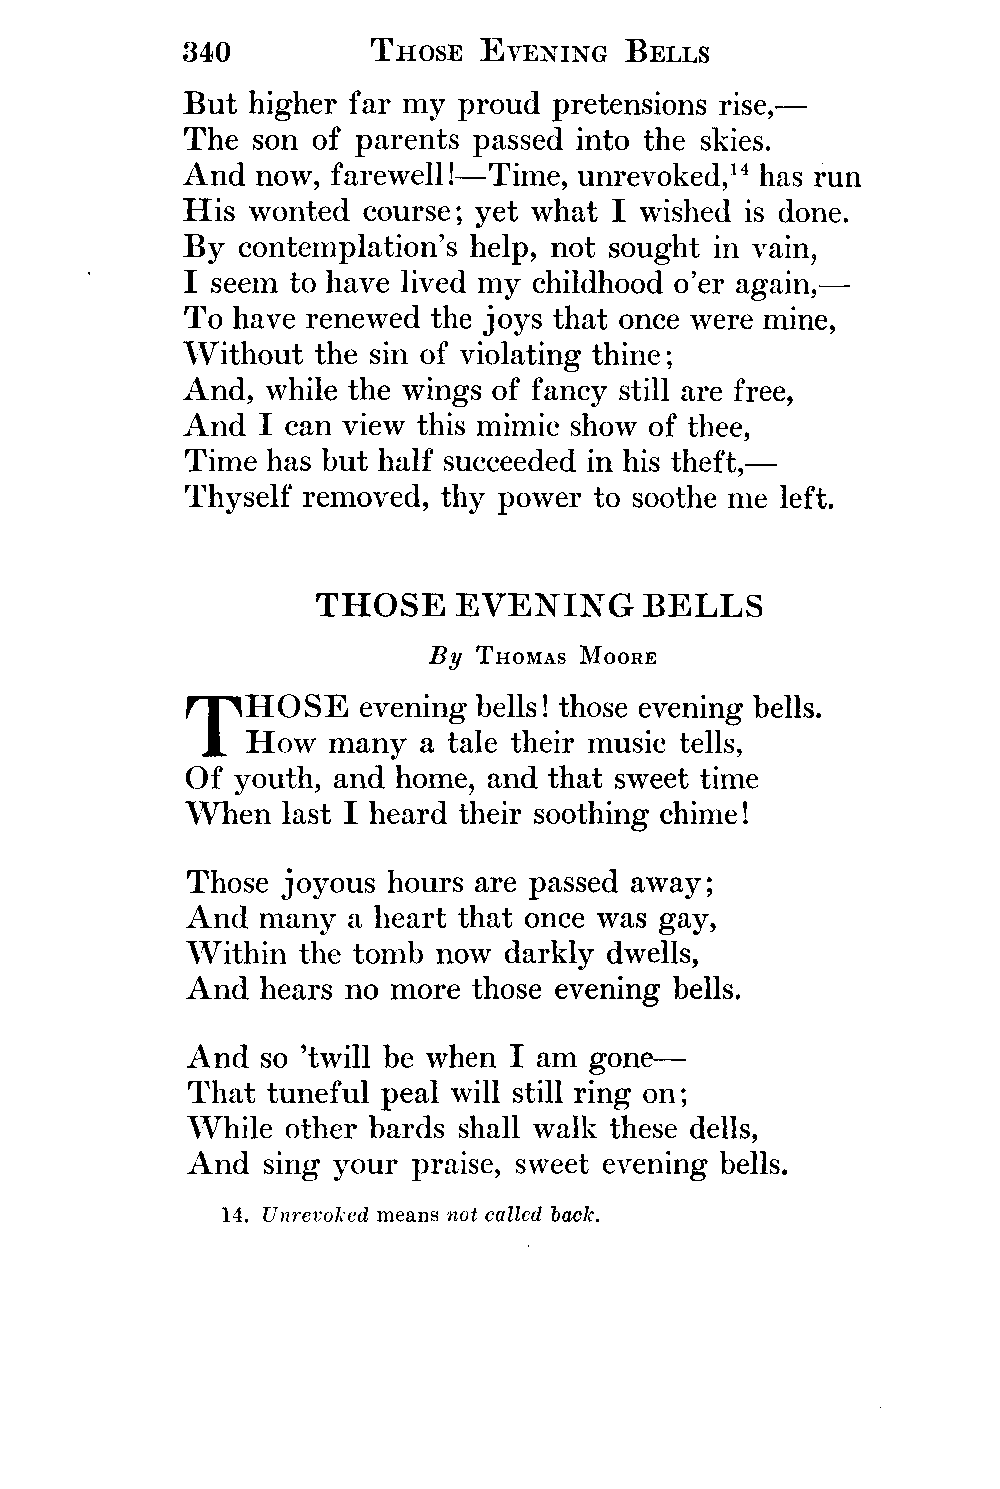 340 THOSE EVENING BELLS
But higher far my proud pretensions rise,—
The son of parents passed into the skies.
And now, farewell!—Time, unrevoked,¹⁴ has run
His wonted course; yet what I wished is done.
By contemplation's help, not sought in vain,
I seem to have lived my childhood o'er again,—
To have renewed the joys that once were mine,
Without the sin of violating thine;
And, while the wings of fancy still are free,
And I can view this mimic show of thee,
Time has but half succeeded in his theft,—
Thyself removed, thy power to soothe me left.
THOSE EVENING BELLS
By THOMAS MOORE
THOSE evening bells! those evening bells.
How many a tale their music tells,
Of youth, and home, and that sweet time
When last I heard their soothing chime!
Those joyous hours are passed away;
And many a heart that once was gay,
Within the tomb now darkly dwells,
And hears no more those evening bells.
And so 'twill be when I am gone—
That tuneful peal will still ring on;
While other bards shall walk these dells,
And sing your praise, sweet evening bells.
14. Unrevoked means not called back.